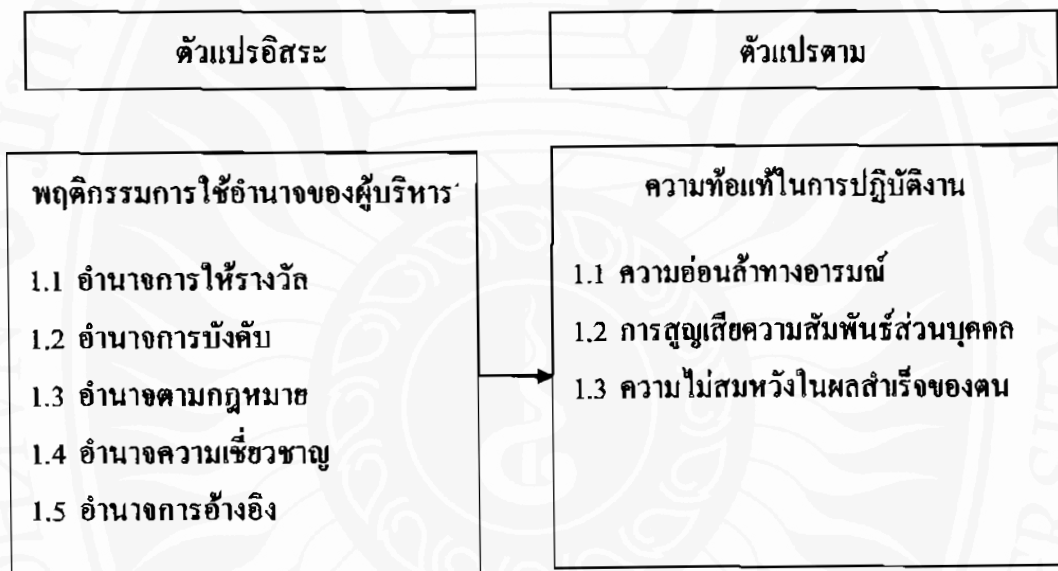 ตัวแปรอิสระ
ตัวแปรตาม
พฤติกรรมการใช้อำนาจของผู้บริหาร
1.1 อำนาจการให้รางวัล
1.2 อำนาจการบังคับ
1.3 อำนาจตามกฎหมาย
1.4 อำนาจความเชี่ยวชาญ
1.5 อำนาจการอ้างอิง
ความท้อแท้ในการปฏิบัติงาน
1.1 ความอ่อนล้าทางอารมณ์
1.2 การสูญเสียความสัมพันธ์ส่วนบุคคล
1.3 ความไม่สมหวังในผลสำเร็จของตน